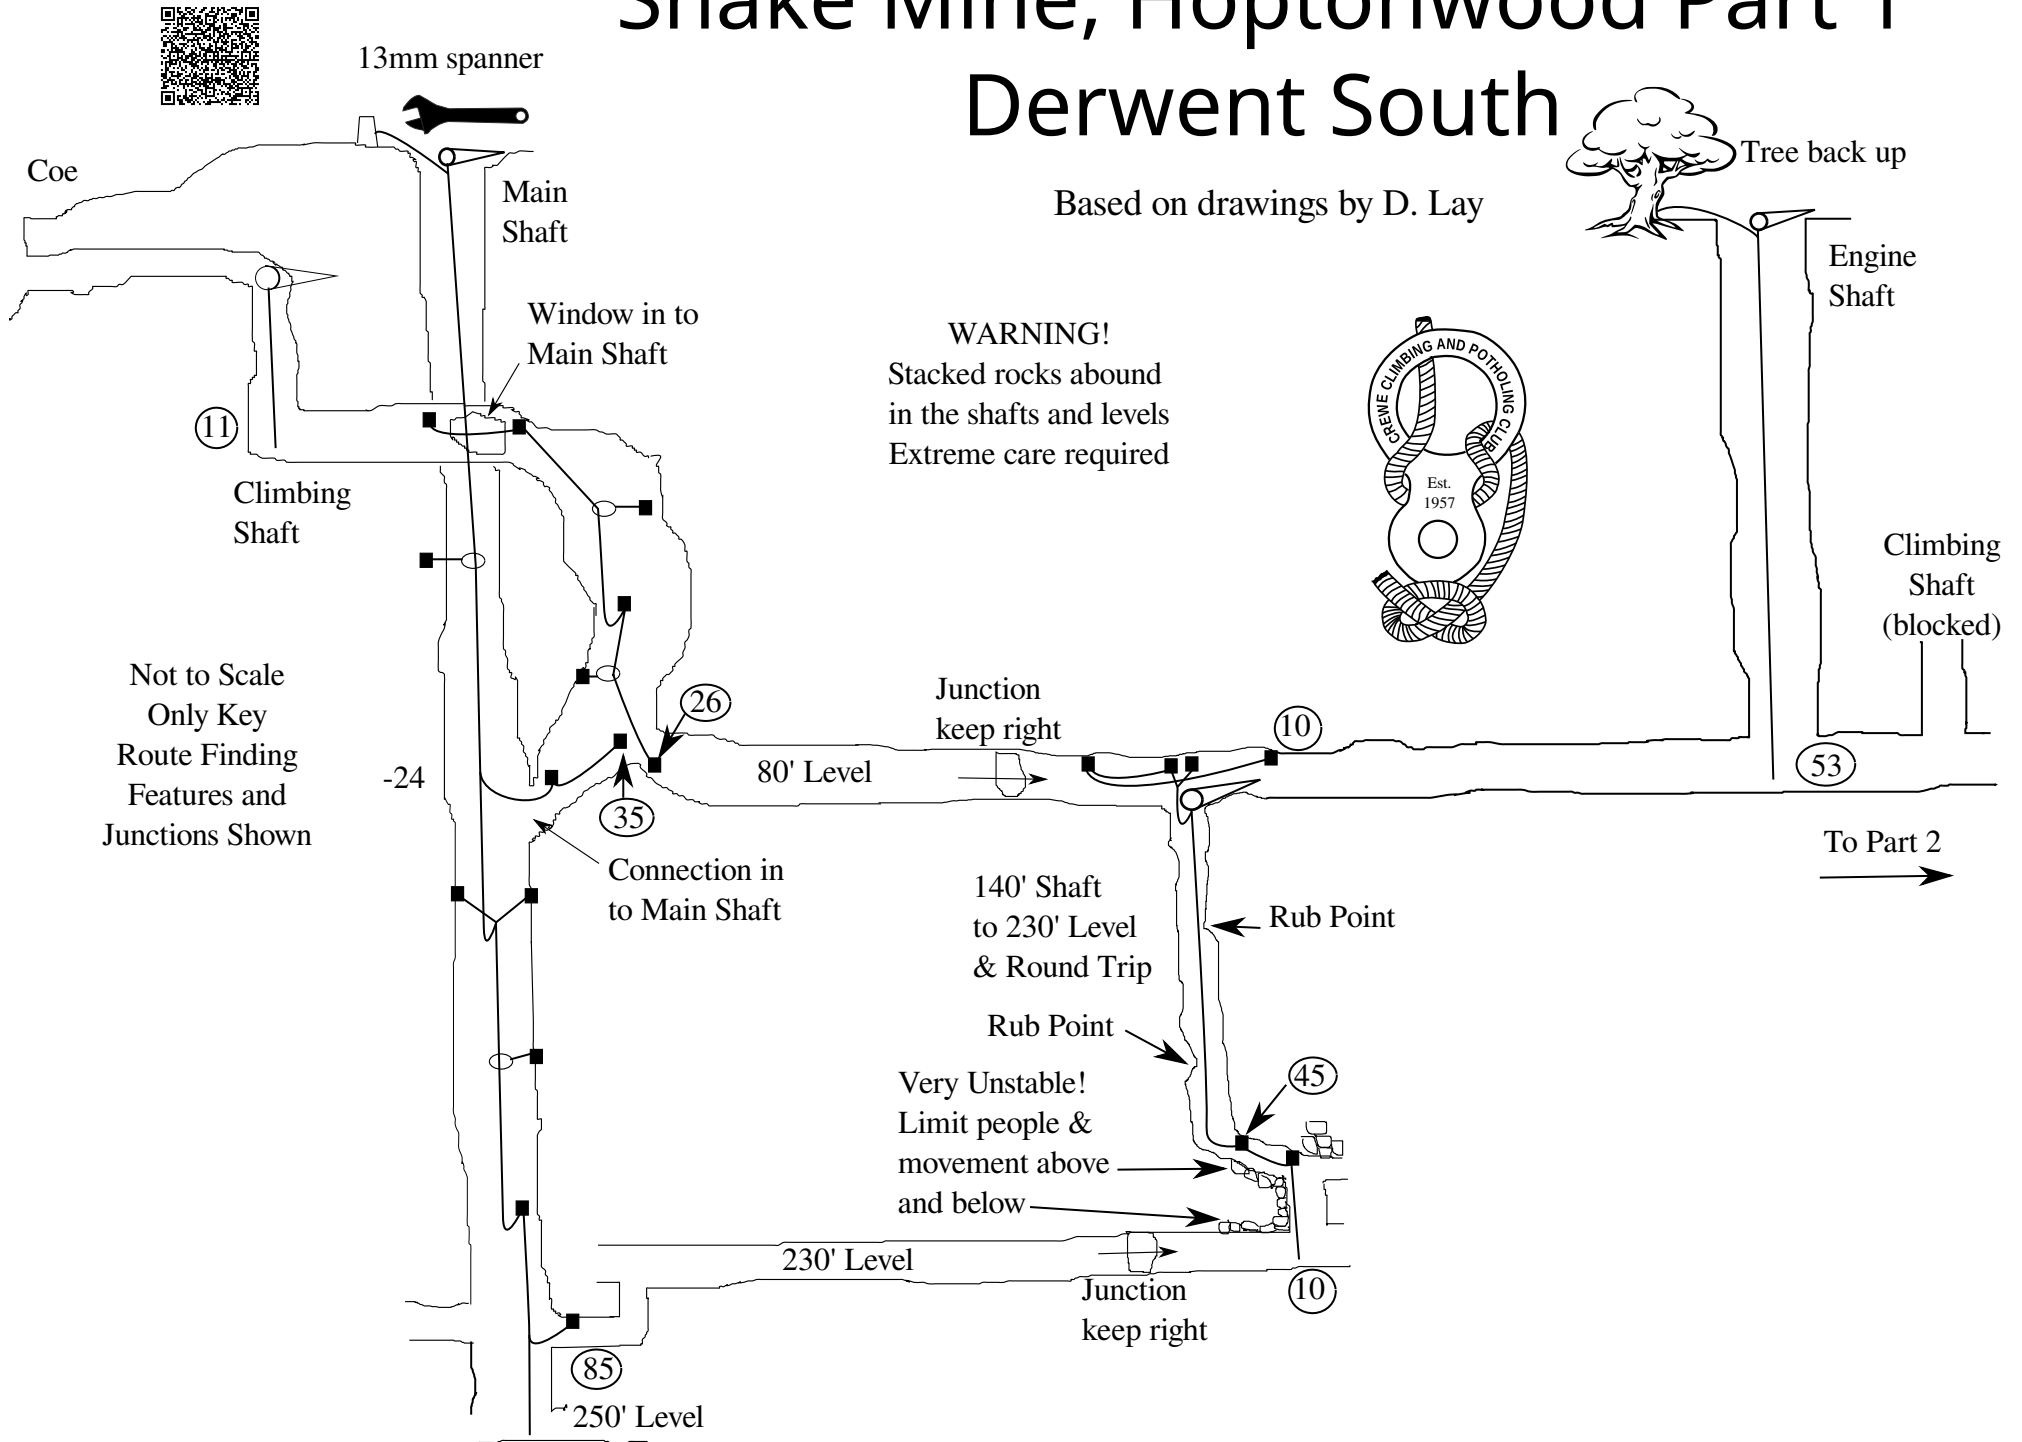 Snake Mine, Hoptonwood Part 1
Derwent South
13mm spanner
Coe
Main
Shaft
Based on drawings by D. Lay
Tree back up
Engine
Shaft
Window in to
Main Shaft
WARNING!
Stacked rocks abound
in the shafts and levels
Extreme care required
CREWE CLIMBING AND POTHOLING CLUB
Est.
1957
11
Climbing
Shaft
Climbing
Shaft
(blocked)
Not to Scale
Only Key
Route Finding
Features and
Junctions Shown
-24
26
35
Junction
keep right
80' Level
10
53
To Part 2
Connection in
to Main Shaft
140' Shaft
to 230' Level
& Round Trip
Rub Point
Rub Point
45
Very Unstable!
Limit people &
movement above
and below
230' Level
Junction
keep right
10
85
250' Level